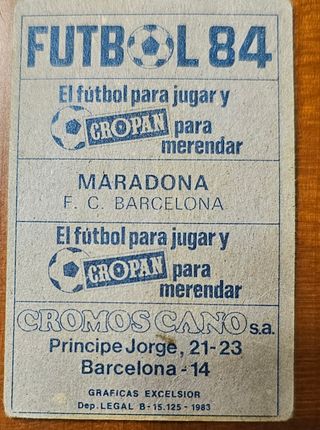 FUTBOL 84
El fútbol para jugar y
CROPAN para
merendar
MARADONA
F. C. BARCELONA
El fútbol para jugar y
CROPAN para
merendar
CROMOS CANO s.a.
Principe Jorge, 21-23
Barcelona - 14
GRAFICAS EXCELSIOR
Dep. LEGAL B - 15.125 - 1983